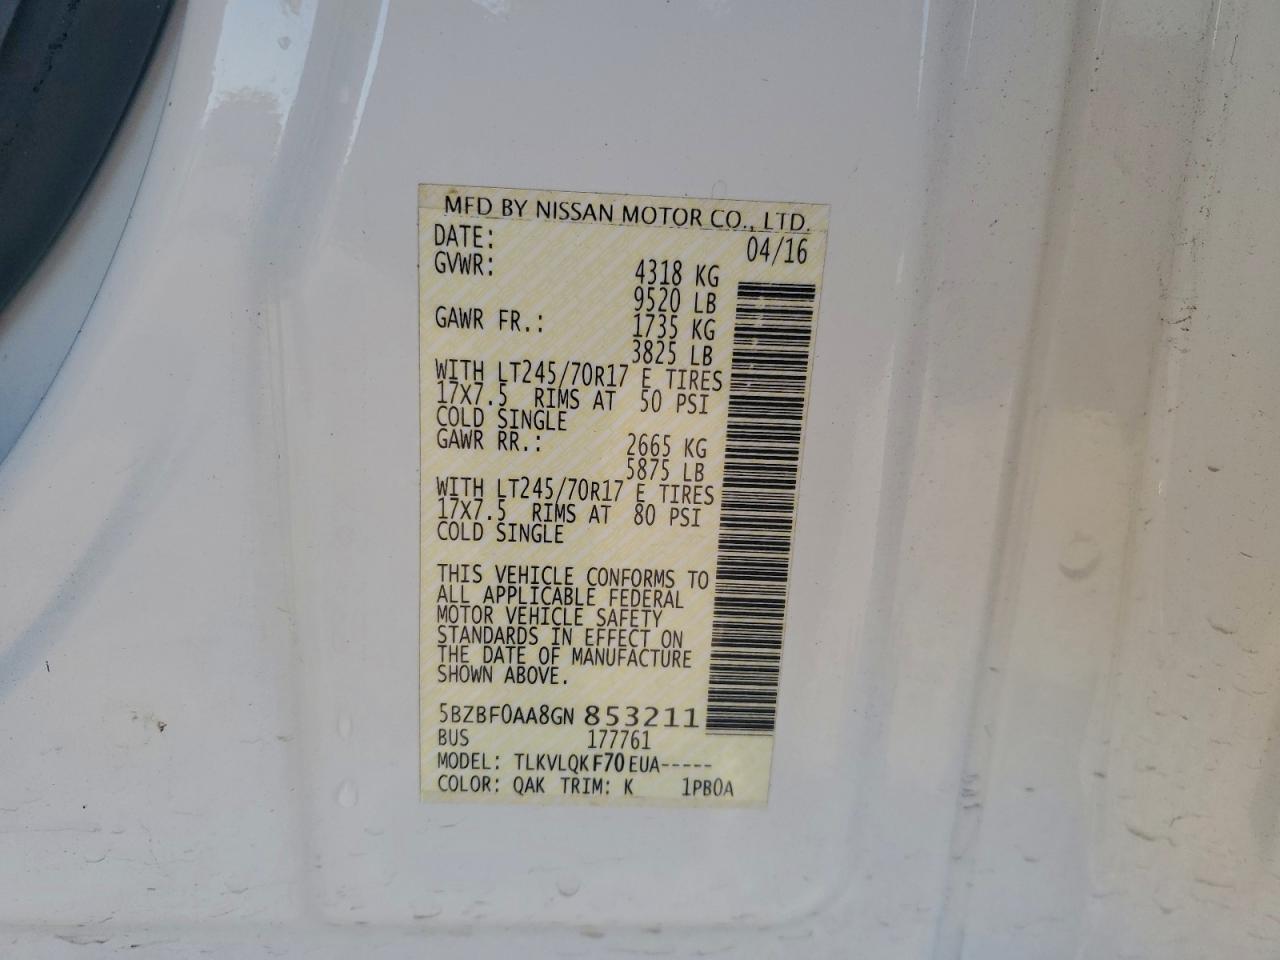 MFD BY NISSAN MOTOR CO., LTD.
DATE: 04/16
GVWR: 4318 KG
9520 LB
GAWR FR.: 1735 KG
3825 LB
WITH LT245/70R17 E TIRES
17X7.5 RIMS AT 50 PSI
COLD SINGLE
GAWR RR.: 2665 KG
5875 LB
WITH LT245/70R17 E TIRES
17X7.5 RIMS AT 80 PSI
COLD SINGLE
THIS VEHICLE CONFORMS TO
ALL APPLICABLE FEDERAL
MOTOR VEHICLE SAFETY
STANDARDS IN EFFECT ON
THE DATE OF MANUFACTURE
SHOWN ABOVE.
5BZBF0AA8GN 853211
BUS 177761
MODEL: TLKVLQKF70EUA-----
COLOR: QAK TRIM: K 1PB0A